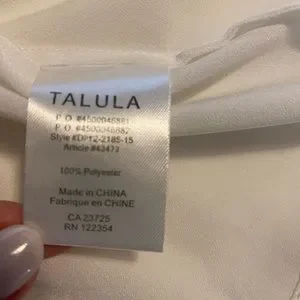 TALULA
P. O. #4500046881
P. O. #4500046882
Style #DP12-2185-15
Article #43473
100% Polyester
Made in CHINA
Fabrique en CHINE
CA 23725
RN 122354